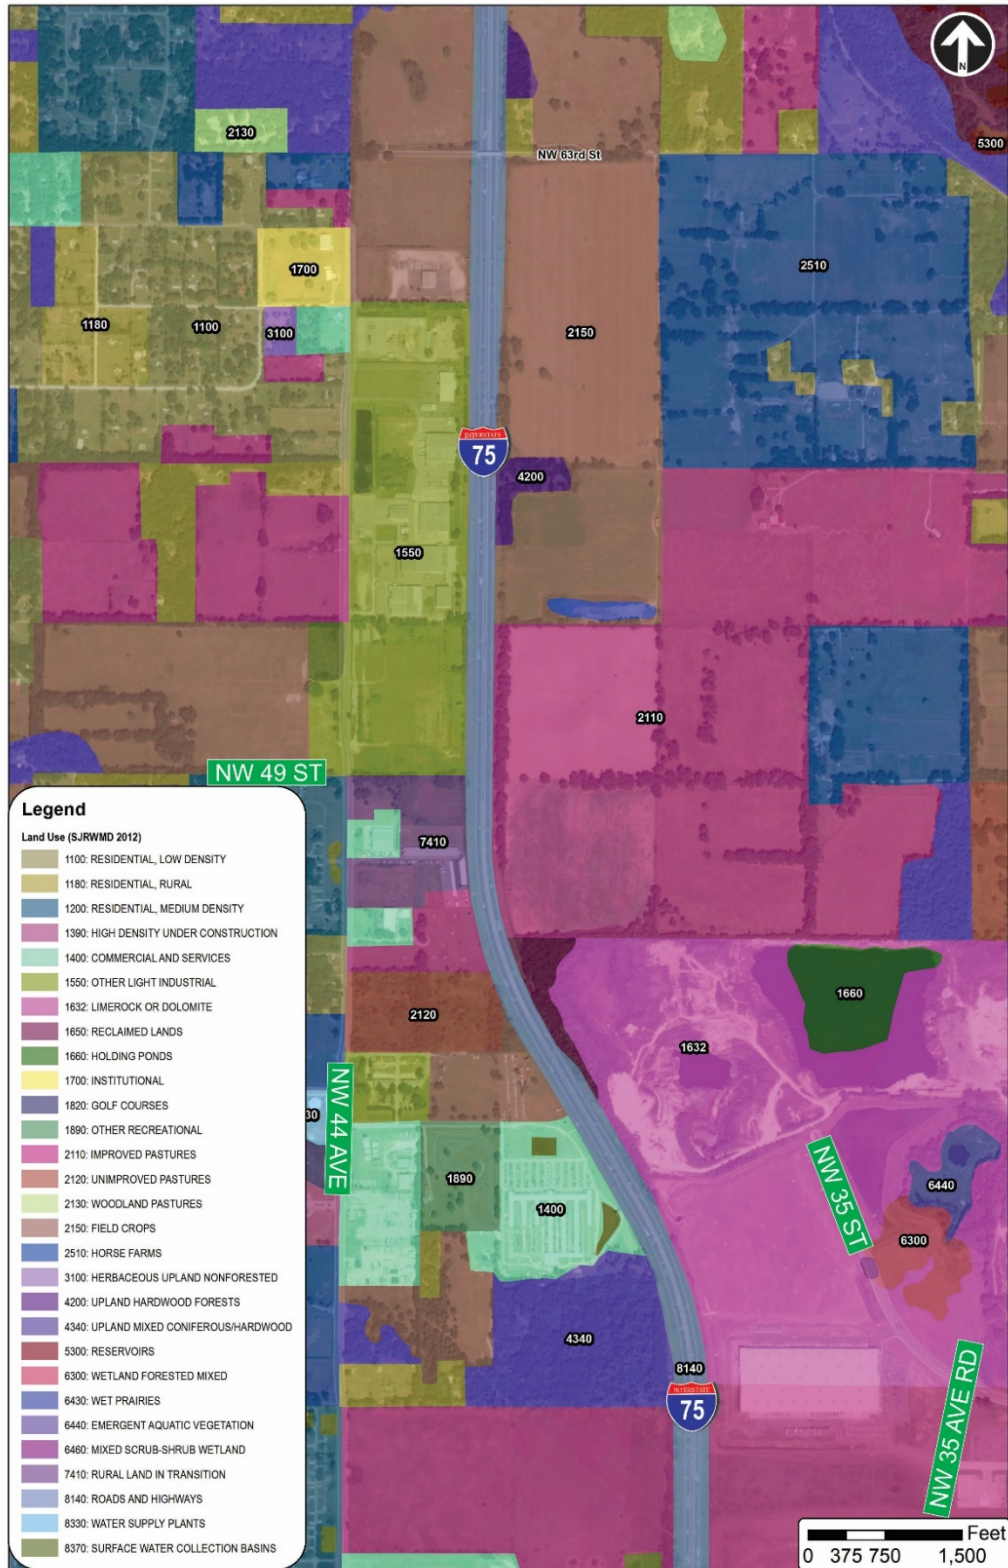 N
2130
5300
NW 63rd St
1700
2510
1180
1100
3100
2150
INTERSTATE
75
4200
1550
2110
NW 49 ST
7410
1660
2120
1632
NW 44 AVE
30
NW 35 ST
6440
1890
1400
6300
4340
8140
INTERSTATE
75
NW 35 AVE RD
Legend
Land Use (SJRWMD 2012)
1100: RESIDENTIAL, LOW DENSITY
1180: RESIDENTIAL, RURAL
1200: RESIDENTIAL, MEDIUM DENSITY
1390: HIGH DENSITY UNDER CONSTRUCTION
1400: COMMERCIAL AND SERVICES
1550: OTHER LIGHT INDUSTRIAL
1632: LIMEROCK OR DOLOMITE
1650: RECLAIMED LANDS
1660: HOLDING PONDS
1700: INSTITUTIONAL
1820: GOLF COURSES
1890: OTHER RECREATIONAL
2110: IMPROVED PASTURES
2120: UNIMPROVED PASTURES
2130: WOODLAND PASTURES
2150: FIELD CROPS
2510: HORSE FARMS
3100: HERBACEOUS UPLAND NONFORESTED
4200: UPLAND HARDWOOD FORESTS
4340: UPLAND MIXED CONIFEROUS/HARDWOOD
5300: RESERVOIRS
6300: WETLAND FORESTED MIXED
6430: WET PRAIRIES
6440: EMERGENT AQUATIC VEGETATION
6460: MIXED SCRUB-SHRUB WETLAND
7410: RURAL LAND IN TRANSITION
8140: ROADS AND HIGHWAYS
8330: WATER SUPPLY PLANTS
8370: SURFACE WATER COLLECTION BASINS
Feet
0 375 750 1,500